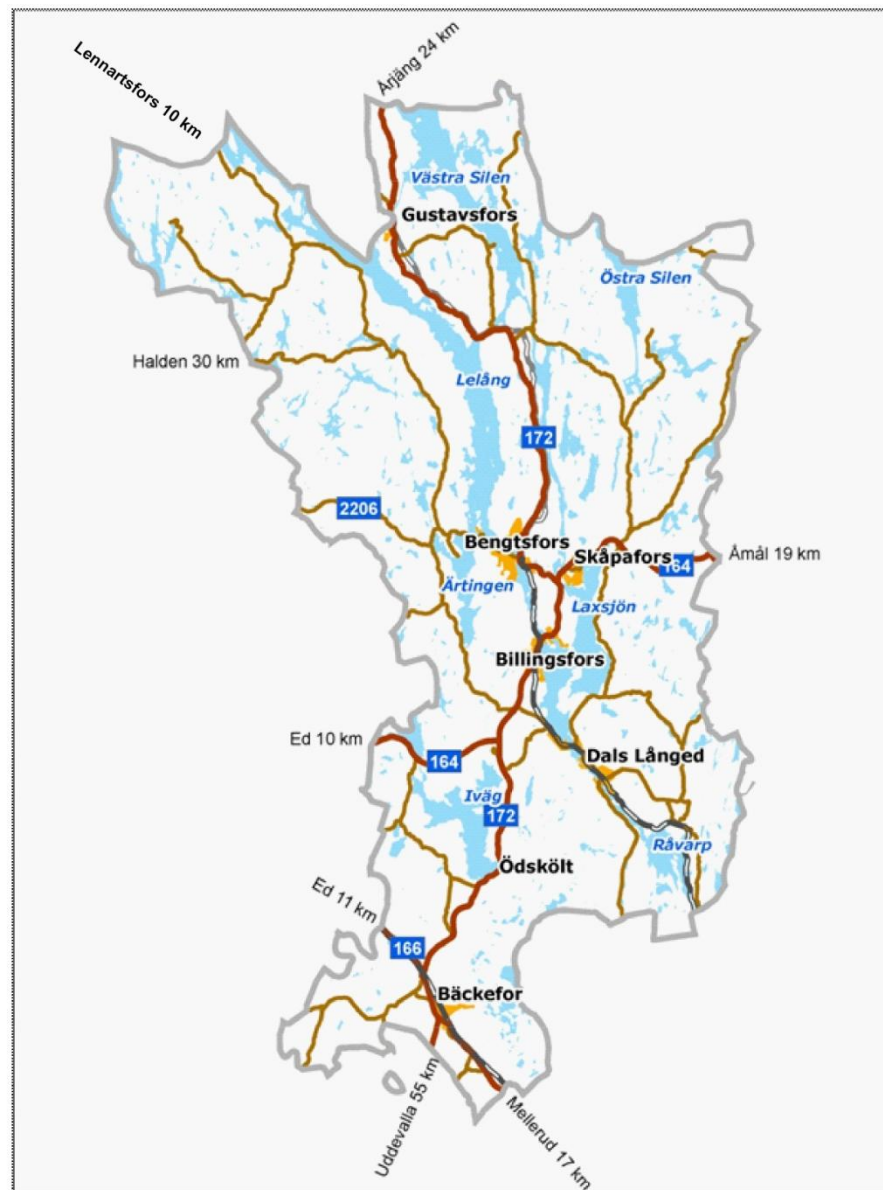 Årjäng 24 km
Lennartsfors 10 km
Västra Silen
Gustavsfors
Östra Silen
Halden 30 km
Lelång
172
2206
Bengtsfors
Skåpafors
Åmål 19 km
164
Ärtingen
Laxsjön
Billingsfors
Ed 10 km
164
Dals Långed
Iväg
172
Råvarp
Ödskölt
Ed 11 km
166
Bäckefor
Uddevalla 55 km
Mellerud 17 km